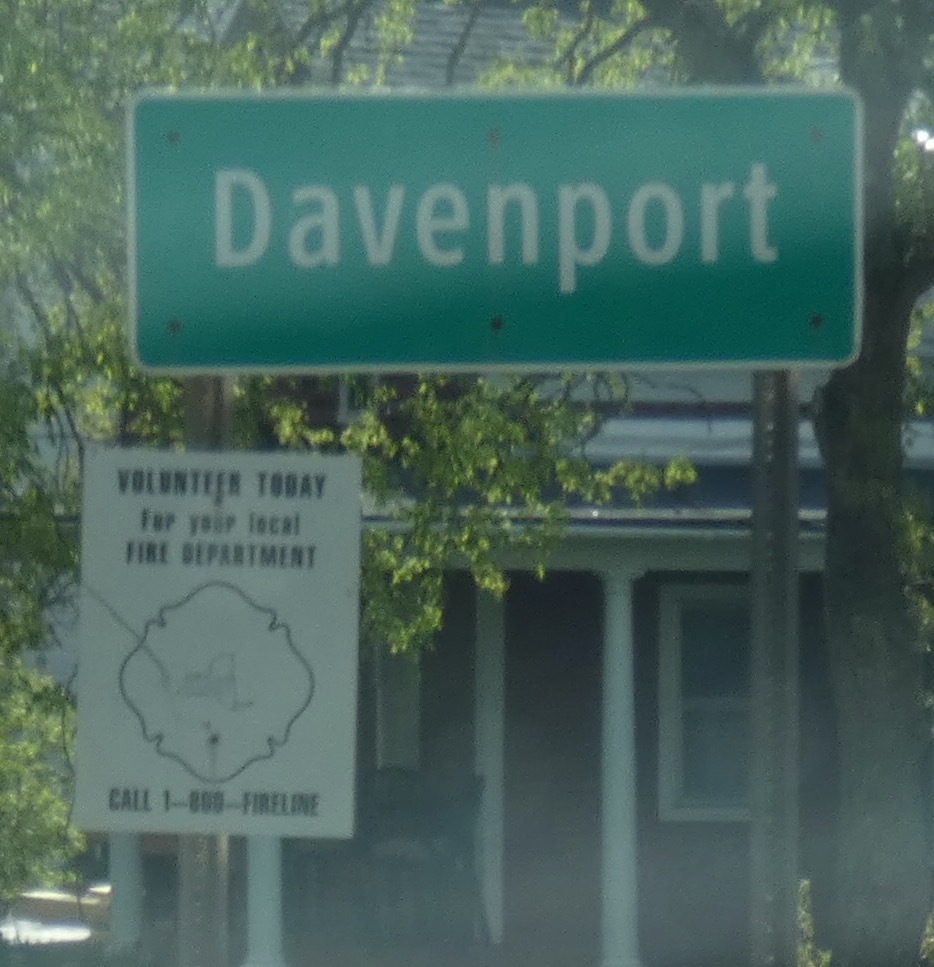 Davenport
VOLUNTEER TODAY
For your local
FIRE DEPARTMENT
CALL 1-800-FIRELINE